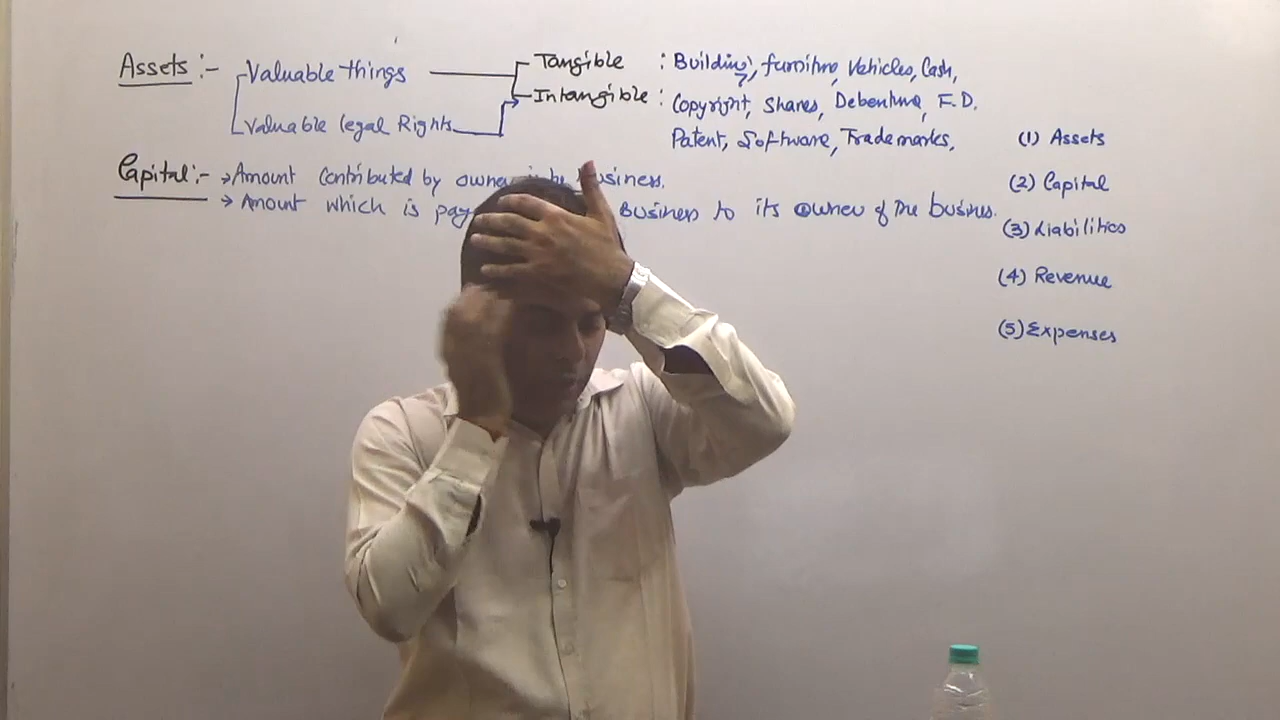 Assets :- Valuable things Tangible : Building, furniture, Vehicles, Cash,
Valuable legal Rights Intangible : Copyright, Shares, Debenture, F.D.
Patent, Software, Trademarks,
Capital :- → Amount contributed by business.
→ Amount which is Business to its owner of the business.
(1) Assets
(2) Capital
(3) Liabilities
(4) Revenue
(5) Expenses